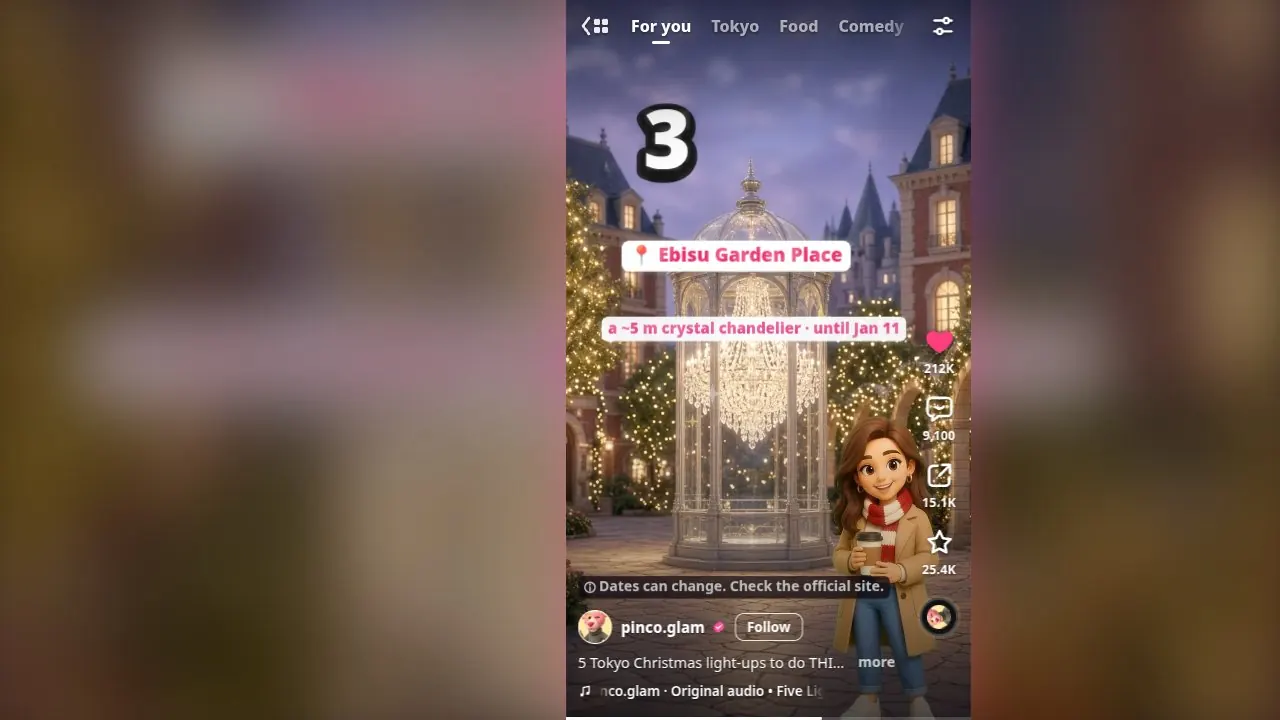 For you Tokyo Food Comedy
3
📍 Ebisu Garden Place
a ~5 m crystal chandelier · until Jan 11
212K
9,100
15.1K
25.4K
Dates can change. Check the official site.
pinco.glam Follow
5 Tokyo Christmas light-ups to do THI... more
nco.glam · Original audio • Five Lig